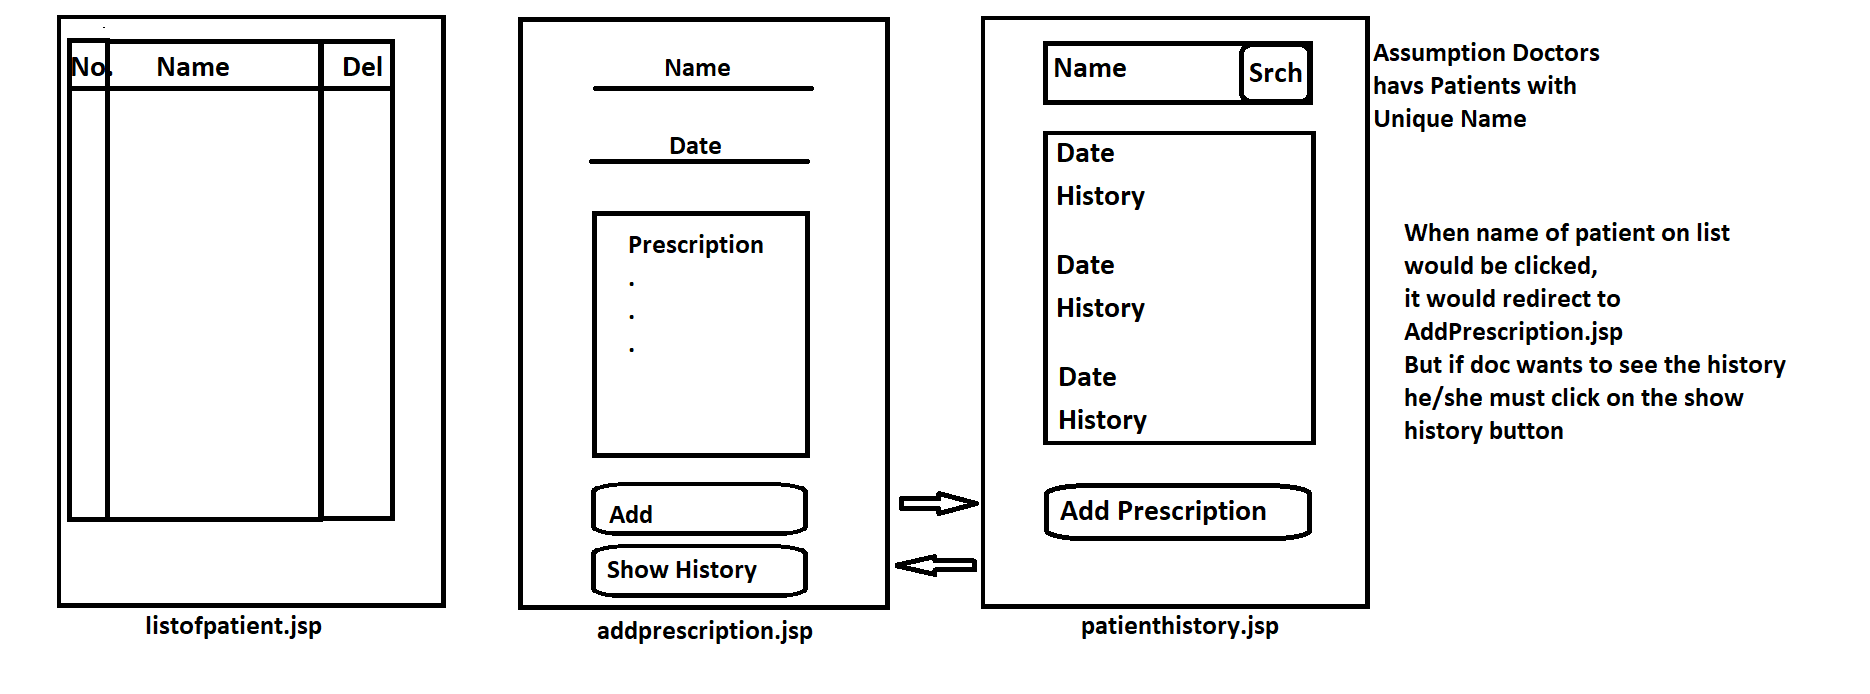 No. Name Del
listofpatient.jsp
Name
Date
Prescription
.
.
.
Add
Show History
addprescription.jsp
Name Srch
Date
History
Date
History
Date
History
Add Prescription
patienthistory.jsp
Assumption Doctors
havs Patients with
Unique Name
When name of patient on list
would be clicked,
it would redirect to
AddPrescription.jsp
But if doc wants to see the history
he/she must click on the show
history button